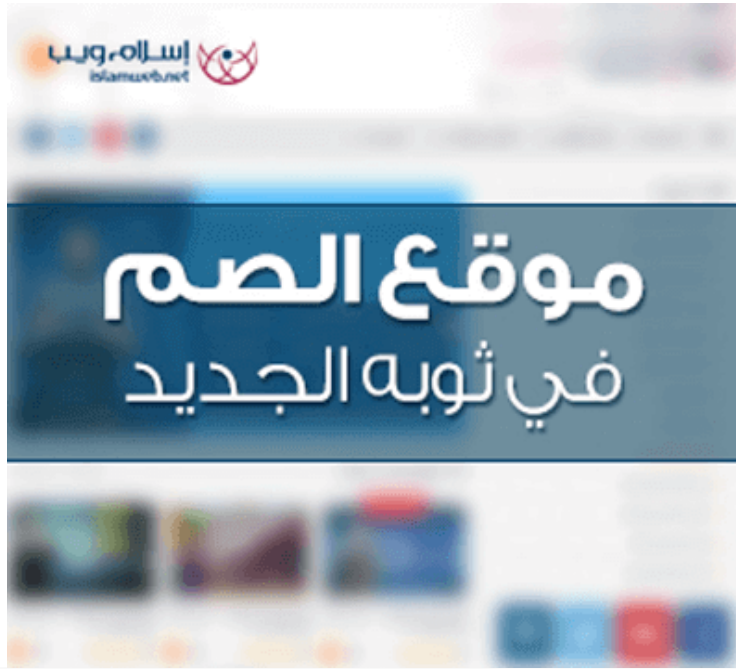 إسلام ويب
islamweb.net
موقع الصم
في ثوبه الجديد